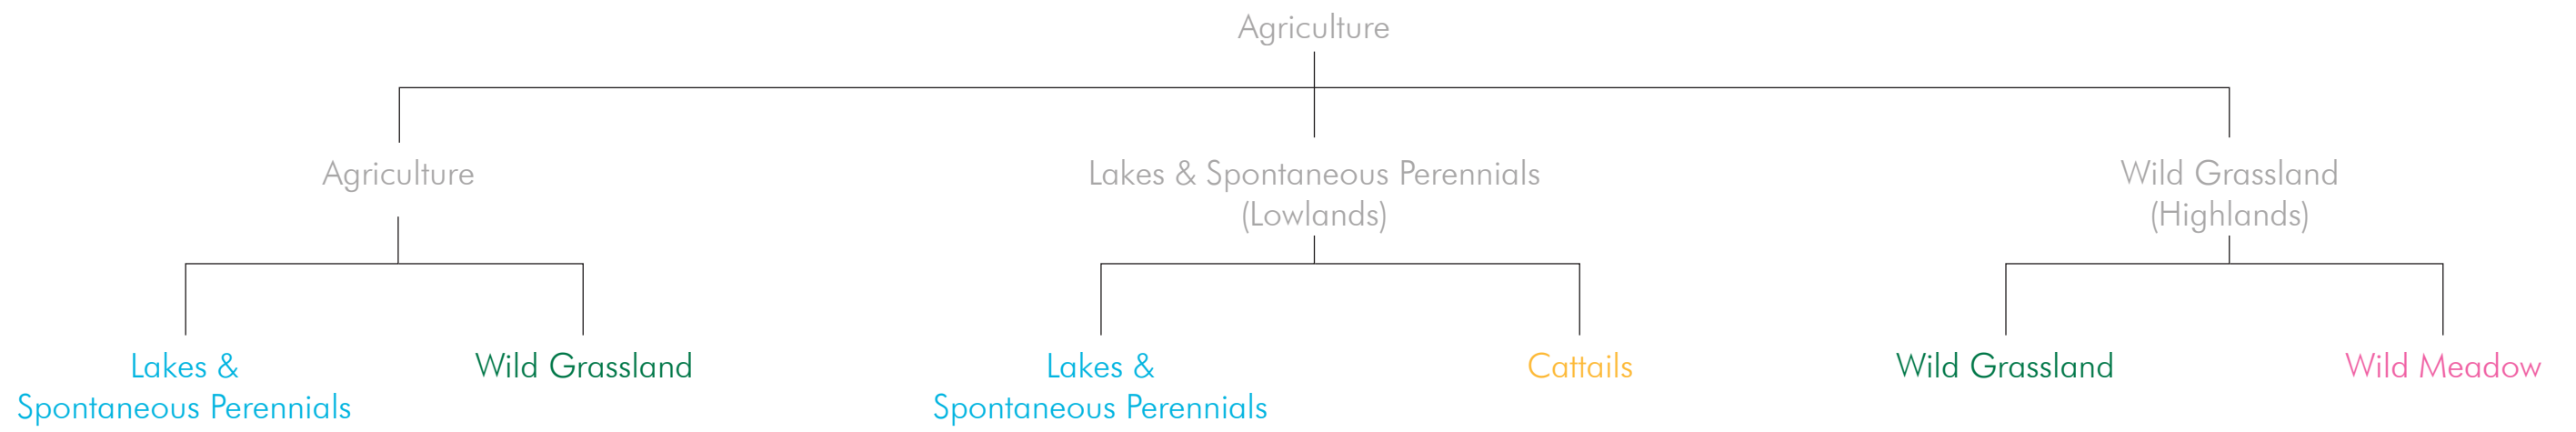 Agriculture
Agriculture
Lakes & Spontaneous Perennials
(Lowlands)
Wild Grassland
(Highlands)
Lakes &
Spontaneous Perennials
Wild Grassland
Lakes &
Spontaneous Perennials
Cattails
Wild Grassland
Wild Meadow